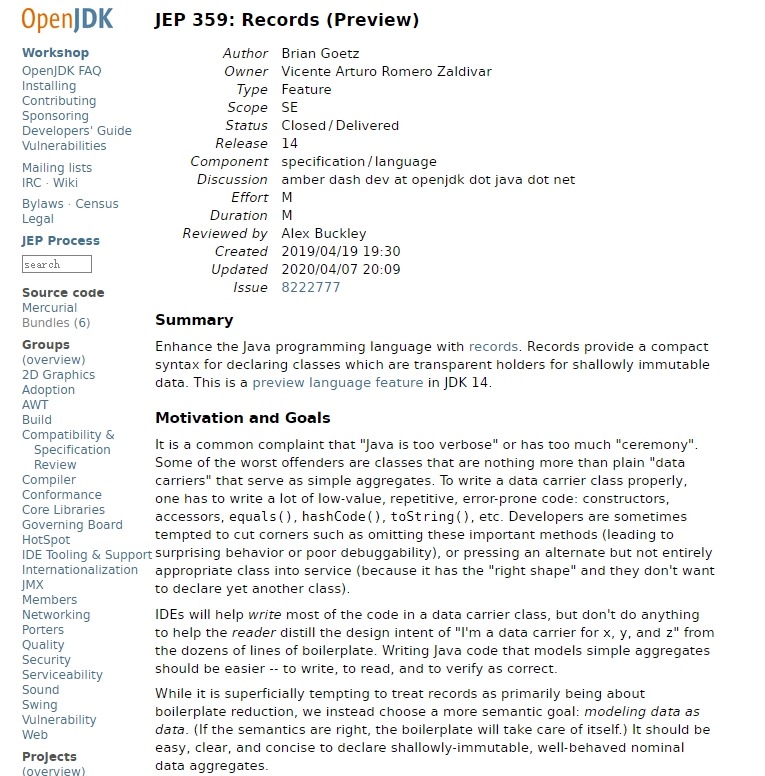 OpenJDK
Workshop
OpenJDK FAQ
Installing
Contributing
Sponsoring
Developers' Guide
Vulnerabilities
Mailing lists
IRC · Wiki
Bylaws · Census
Legal
JEP Process
search
Source code
Mercurial
Bundles (6)
Groups
(overview)
2D Graphics
Adoption
AWT
Build
Compatibility &
Specification
Review
Compiler
Conformance
Core Libraries
Governing Board
HotSpot
IDE Tooling & Support
Internationalization
JMX
Members
Networking
Porters
Quality
Security
Serviceability
Sound
Swing
Vulnerability
Web
Projects
(overview)
JEP 359: Records (Preview)
Author Brian Goetz
Owner Vicente Arturo Romero Zaldivar
Type Feature
Scope SE
Status Closed / Delivered
Release 14
Component specification / language
Discussion amber dash dev at openjdk dot java dot net
Effort M
Duration M
Reviewed by Alex Buckley
Created 2019/04/19 19:30
Updated 2020/04/07 20:09
Issue 8222777
Summary
Enhance the Java programming language with records. Records provide a compact
syntax for declaring classes which are transparent holders for shallowly immutable
data. This is a preview language feature in JDK 14.
Motivation and Goals
It is a common complaint that "Java is too verbose" or has too much "ceremony".
Some of the worst offenders are classes that are nothing more than plain "data
carriers" that serve as simple aggregates. To write a data carrier class properly,
one has to write a lot of low-value, repetitive, error-prone code: constructors,
accessors, equals(), hashCode(), toString(), etc. Developers are sometimes
tempted to cut corners such as omitting these important methods (leading to
surprising behavior or poor debuggability), or pressing an alternate but not entirely
appropriate class into service (because it has the "right shape" and they don't want
to declare yet another class).
IDEs will help write most of the code in a data carrier class, but don't do anything
to help the reader distill the design intent of "I'm a data carrier for x, y, and z" from
the dozens of lines of boilerplate. Writing Java code that models simple aggregates
should be easier -- to write, to read, and to verify as correct.
While it is superficially tempting to treat records as primarily being about
boilerplate reduction, we instead choose a more semantic goal: modeling data as
data. (If the semantics are right, the boilerplate will take care of itself.) It should be
easy, clear, and concise to declare shallowly-immutable, well-behaved nominal
data aggregates.